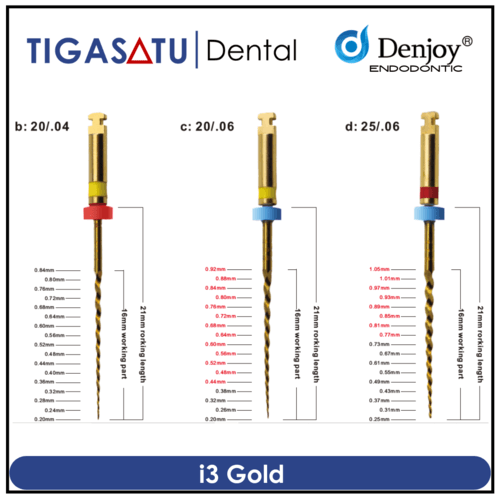 TIGASATU | Dental
Denjoy®
ENDODONTIC
b: 20/.04
0.84mm
0.80mm
0.76mm
0.72mm
0.68mm
0.64mm
0.60mm
0.56mm
0.52mm
0.48mm
0.44mm
0.40mm
0.36mm
0.32mm
0.28mm
0.24mm
0.20mm
16mm working part
21mm rorking length
c: 20/.06
0.92mm
0.88mm
0.84mm
0.80mm
0.76mm
0.72mm
0.68mm
0.64mm
0.60mm
0.56mm
0.52mm
0.48mm
0.44mm
0.38mm
0.32mm
0.26mm
0.20mm
16mm working part
21mm rorking length
d: 25/.06
1.05mm
1.01mm
0.97mm
0.93mm
0.89mm
0.85mm
0.81mm
0.77mm
0.73mm
0.67mm
0.61mm
0.55mm
0.49mm
0.43mm
0.37mm
0.31mm
0.25mm
16mm working part
21mm rorking length
i3 Gold